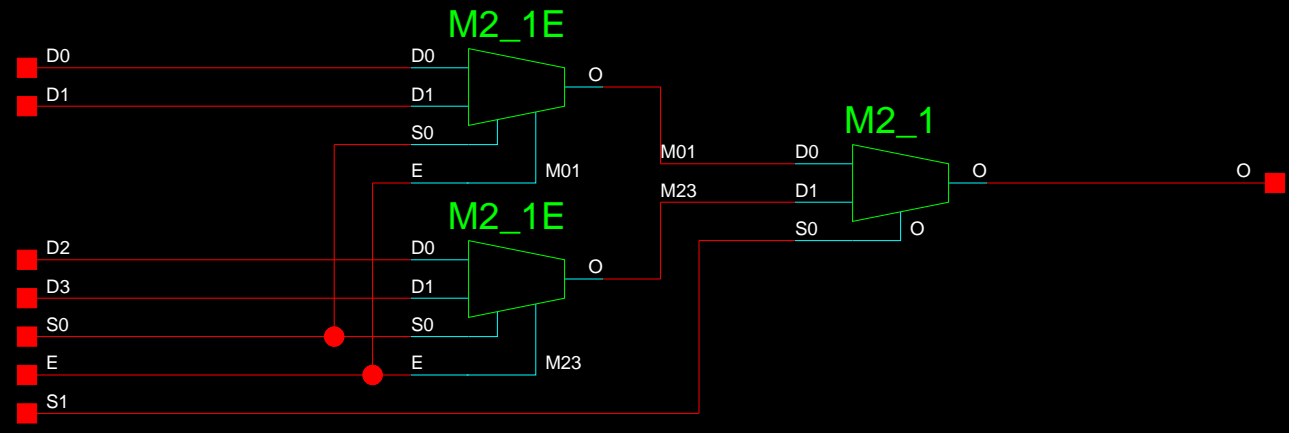 M2_1E
D0 D0
O
D1 D1
M2_1
S0
M01 D0
E M01
O O
M23 D1
M2_1E
S0 O
D2 D0
O
D3 D1
S0 S0
E E M23
S1